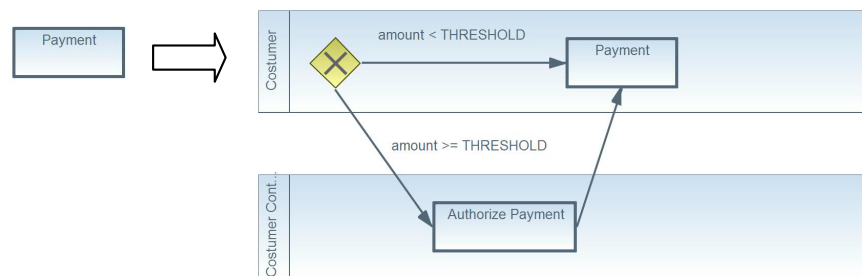 Payment
Costumer
amount < THRESHOLD
Payment
amount >= THRESHOLD
Costumer Cont...
Authorize Payment